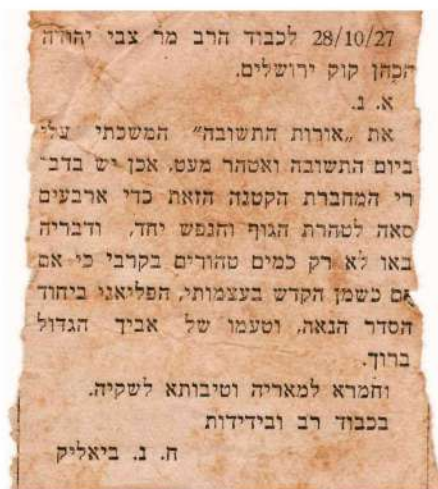 28/10/27 לכבוד הרב מר צבי יהודה
הכהן קוק ירושלים.
א. נ.
את „אורות התשובה" המשכתי עלי
ביום התשובה ואטהר מעט, אכן יש בדב־
רי המחברת הקטנה הזאת כדי ארבעים
סאה לטהרת הגוף והנפש יחד, ודבריה
באו לא רק כמים טהורים בקרבי כי אם
גם כשמן הקדש בעצמותי. הפליאני ביחוד
הסדר הנאה, וטעמו של אביך הגדול
ברוך.
וחמרא למאריה וטיבותא לשקיה.
בכבוד רב ובידידות
ח. נ. ביאליק